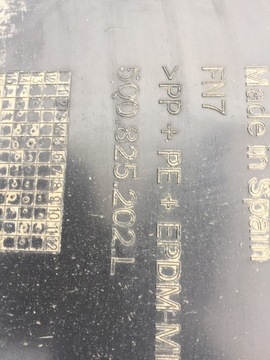 Made in Spain
FN7
>PP + PE + EPDM-M
5Q0.825.202.L